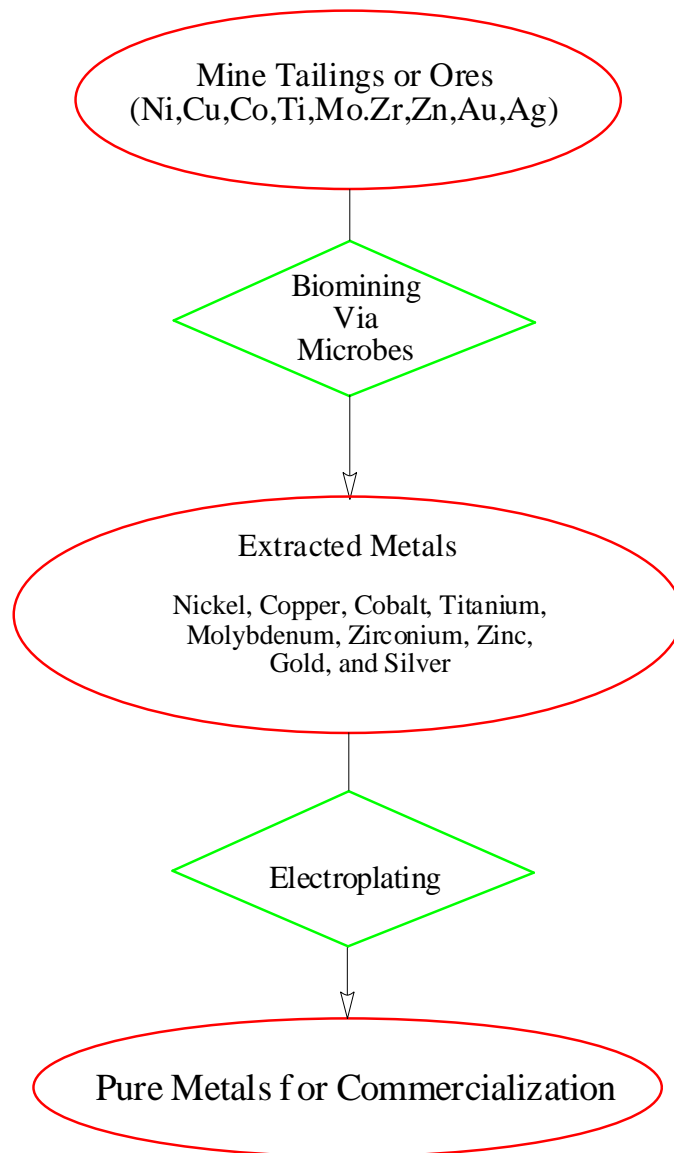 Mine Tailings or Ores
(Ni,Cu,Co,Ti,Mo.Zr,Zn,Au,Ag)
Biomining
Via
Microbes
Extracted Metals
Nickel, Copper, Cobalt, Titanium,
Molybdenum, Zirconium, Zinc,
Gold, and Silver
Electroplating
Pure Metals for Commercialization